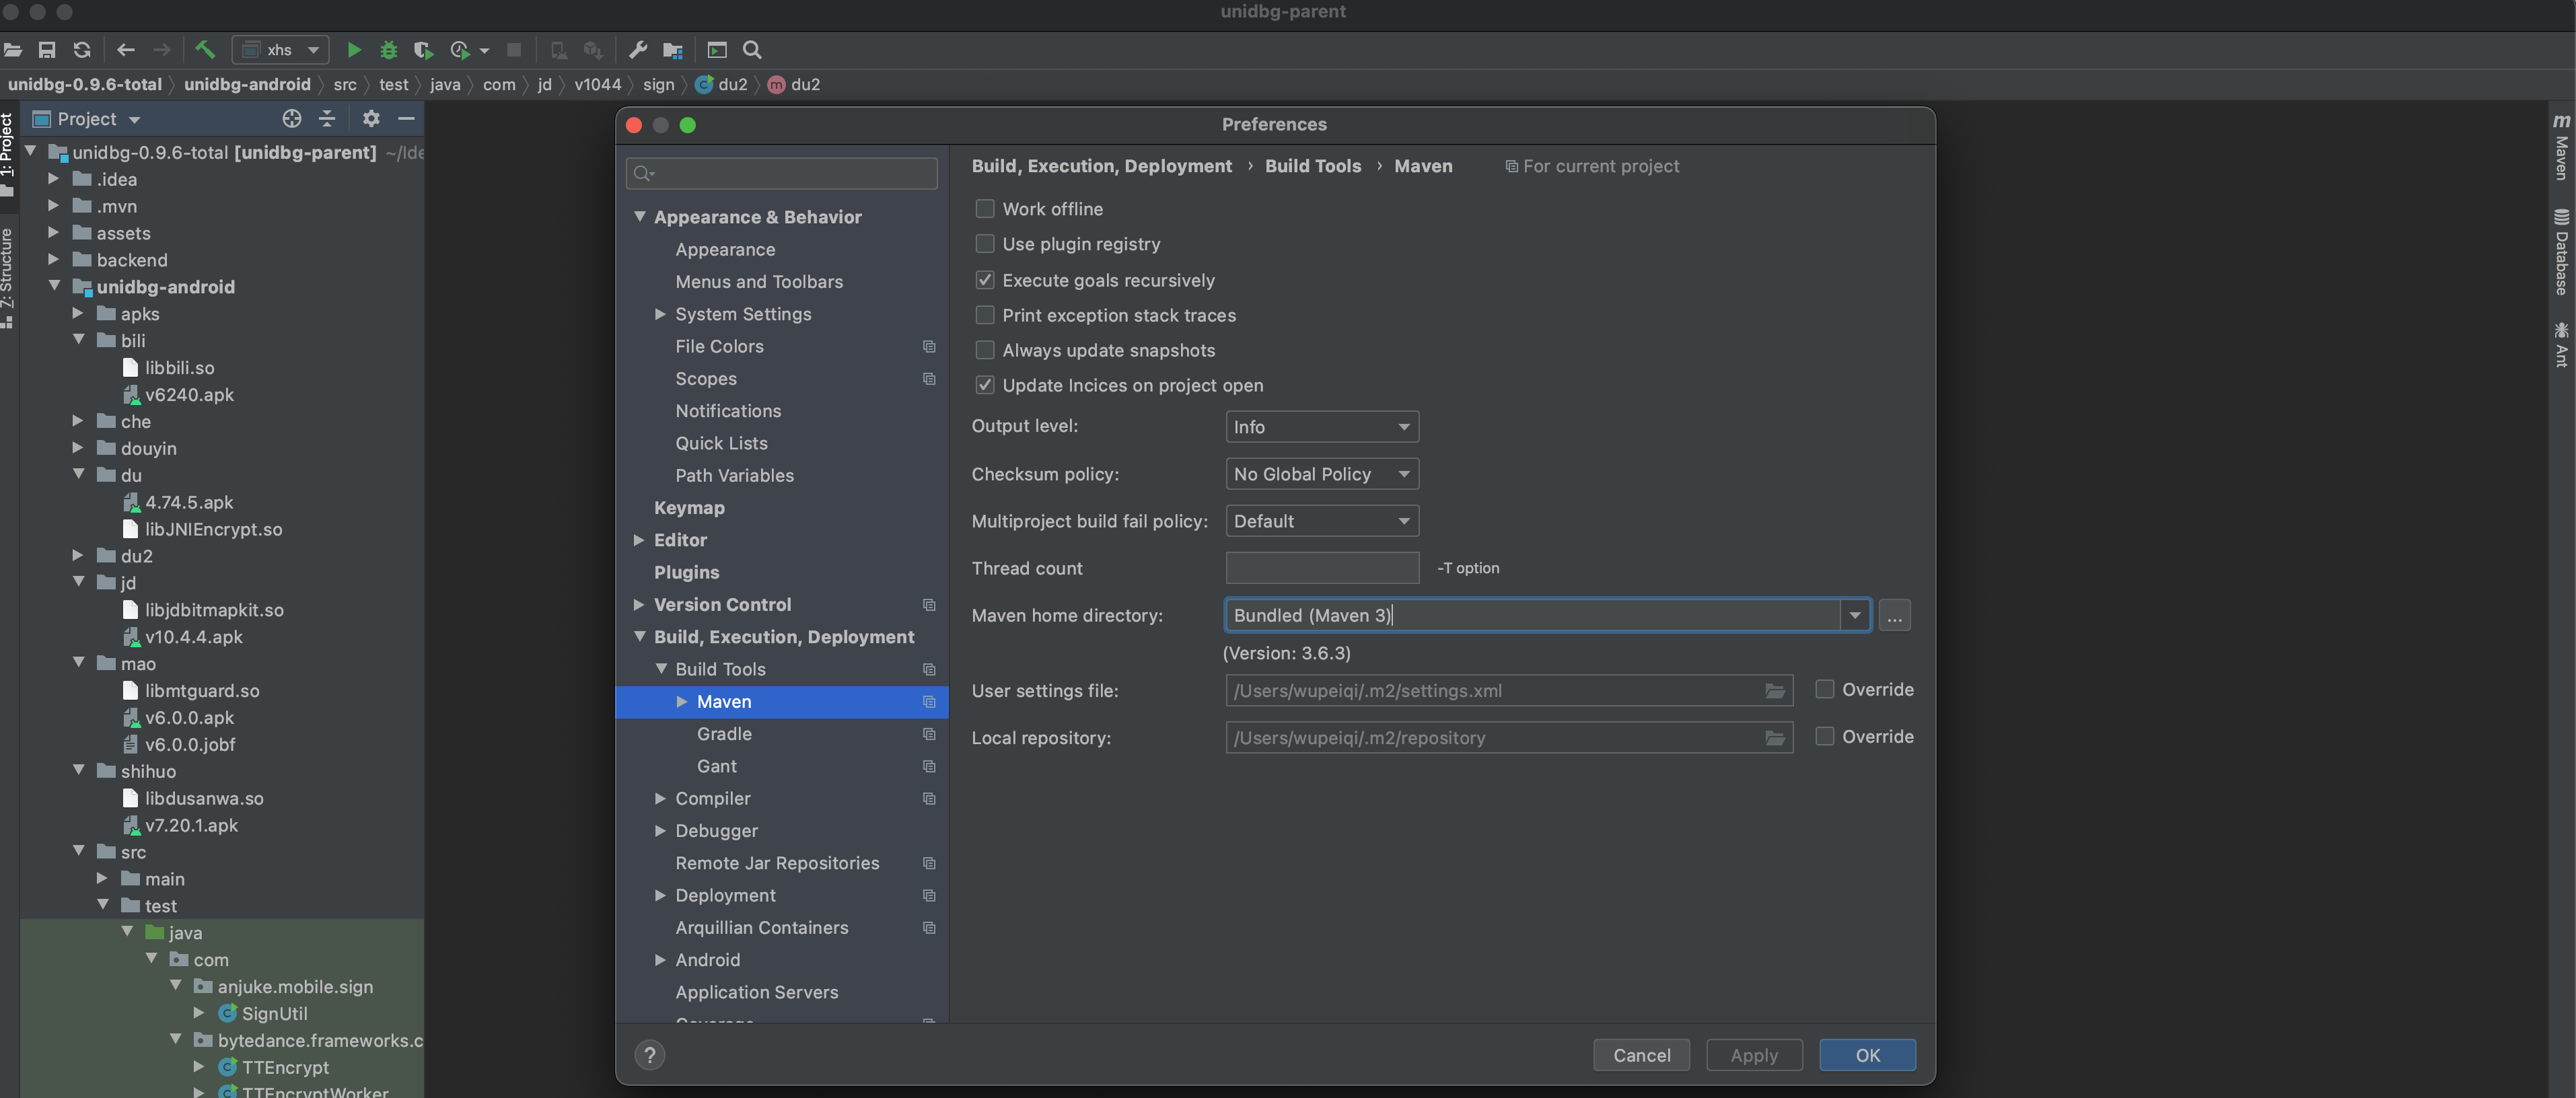 unidbg-parent
xhs
unidbg-0.9.6-total
unidbg-android
src
test
java
com
jd
v1044
sign
du2
du2
1: Project
7: Structure
Project
unidbg-0.9.6-total [unidbg-parent]
.idea
.mvn
assets
backend
unidbg-android
apks
bili
libbili.so
v6240.apk
che
douyin
du
4.74.5.apk
libJNIEncrypt.so
du2
jd
libjdbitmapkit.so
v10.4.4.apk
mao
libmtguard.so
v6.0.0.apk
v6.0.0.jobf
shihuo
libdusanwa.so
v7.20.1.apk
src
main
test
java
com
anjuke.mobile.sign
SignUtil
bytedance.frameworks.c
TTEncrypt
TTEncryptWorker
Preferences
Appearance & Behavior
Appearance
Menus and Toolbars
System Settings
File Colors
Scopes
Notifications
Quick Lists
Path Variables
Keymap
Editor
Plugins
Version Control
Build, Execution, Deployment
Build Tools
Maven
Gradle
Gant
Compiler
Debugger
Remote Jar Repositories
Deployment
Arquillian Containers
Android
Application Servers
Build, Execution, Deployment › Build Tools › Maven
For current project
Work offline
Use plugin registry
Execute goals recursively
Print exception stack traces
Always update snapshots
Update Incices on project open
Output level:
Info
Checksum policy:
No Global Policy
Multiproject build fail policy:
Default
Thread count
-T option
Maven home directory:
Bundled (Maven 3)
...
(Version: 3.6.3)
User settings file:
/Users/wupeiqi/.m2/settings.xml
Override
Local repository:
/Users/wupeiqi/.m2/repository
Override
?
Cancel
Apply
OK
Maven
Database
Ant